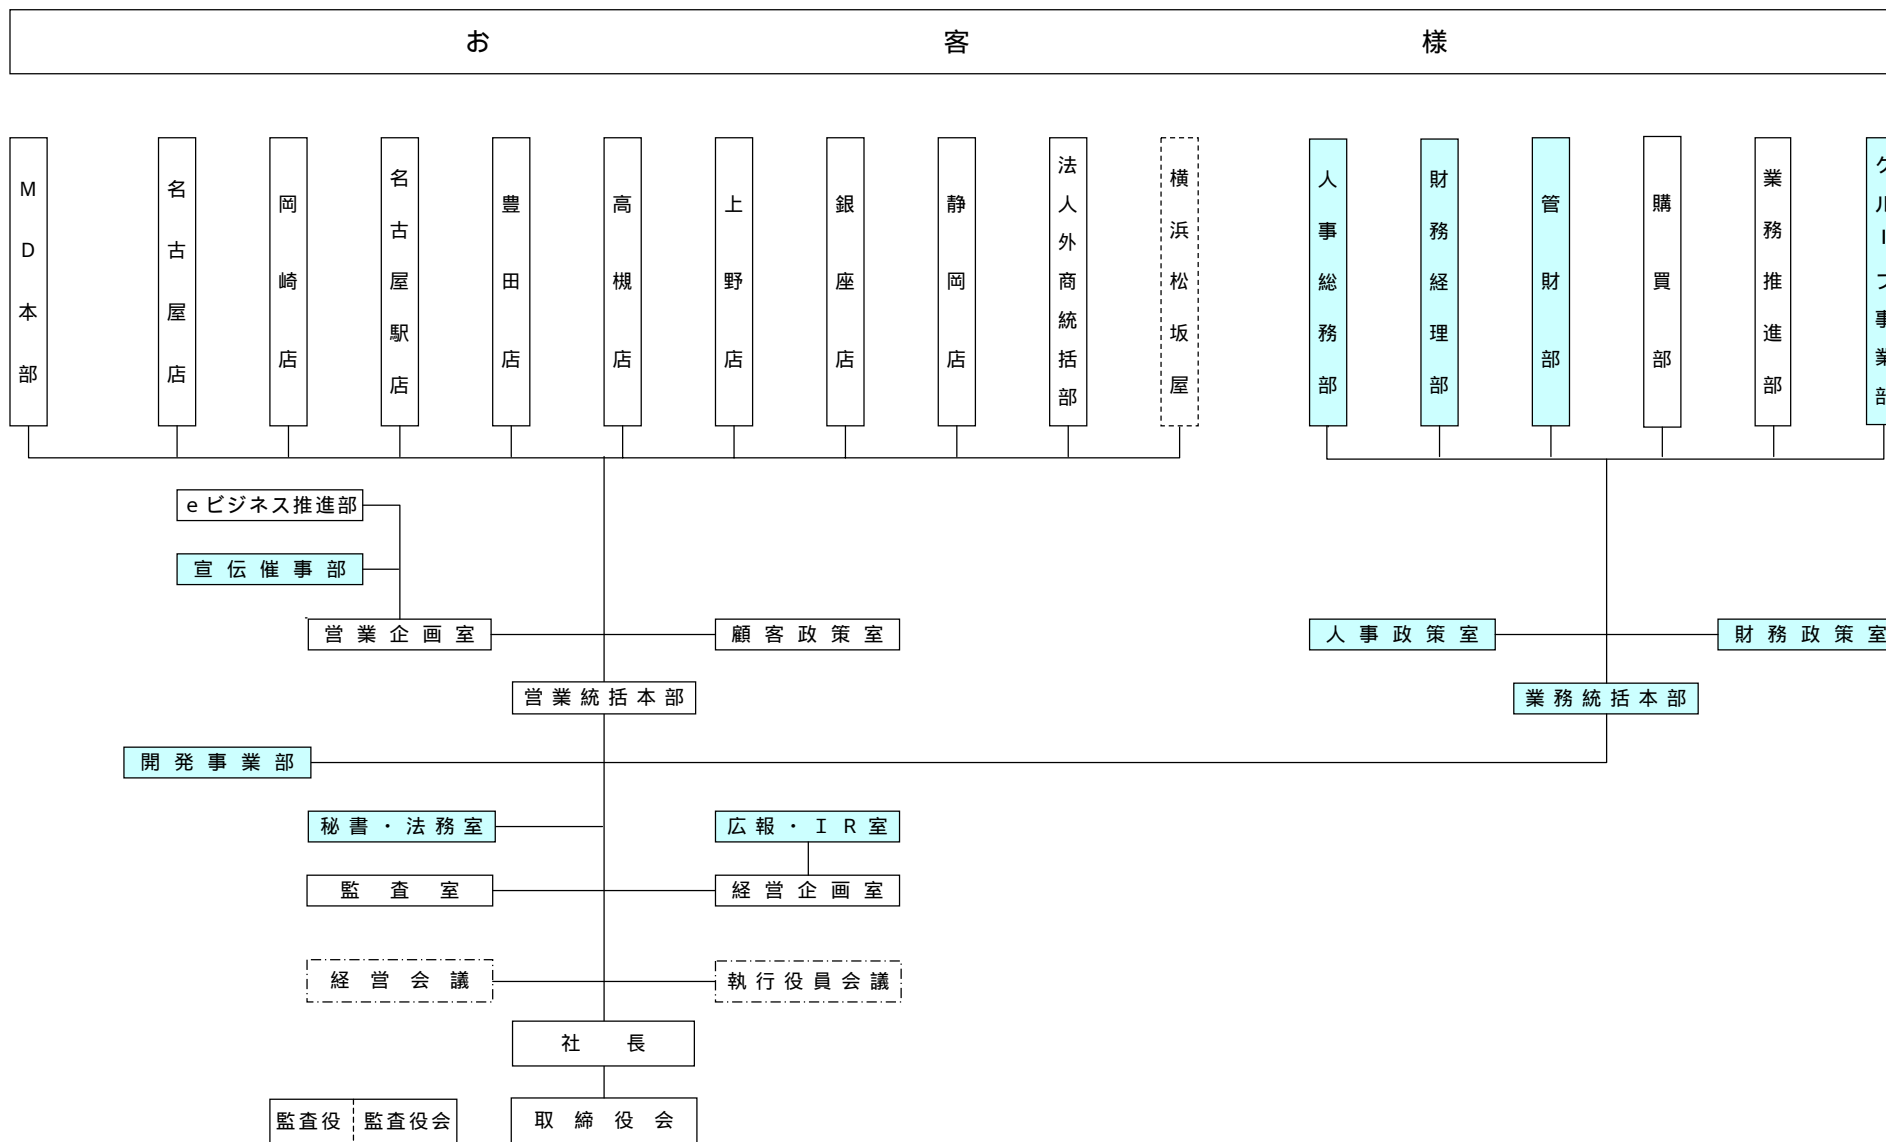 お客様
MD本部
名古屋店
岡崎店
名古屋駅店
豊田店
高槻店
上野店
銀座店
静岡店
法人外商統括部
横浜松坂屋
人事総務部
財務経理部
管財部
購買部
業務推進部
グループ事業部
eビジネス推進部
宣伝催事部
営業企画室
顧客政策室
人事政策室
財務政策室
営業統括本部
業務統括本部
開発事業部
秘書・法務室
広報・IR室
監査室
経営企画室
経営会議
執行役員会議
社長
監査役 監査役会
取締役会